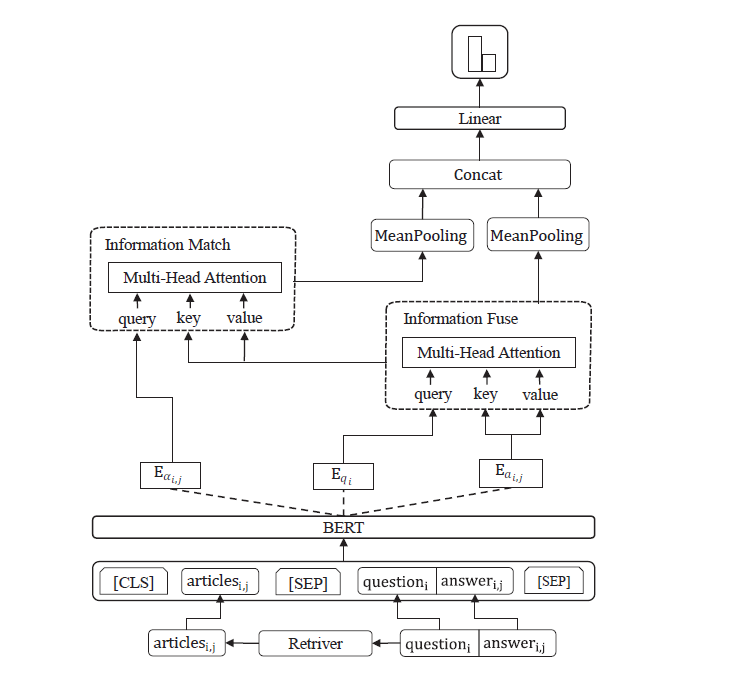 Linear
Concat
MeanPooling MeanPooling
Information Match
Multi-Head Attention
query key value
Information Fuse
Multi-Head Attention
query key value
E_{α_{i,j}} E_{q_i} E_{a_{i,j}}
BERT
[CLS] articles_{i,j} [SEP] question_i answer_{i,j} [SEP]
articles_{i,j} Retriver question_i answer_{i,j}